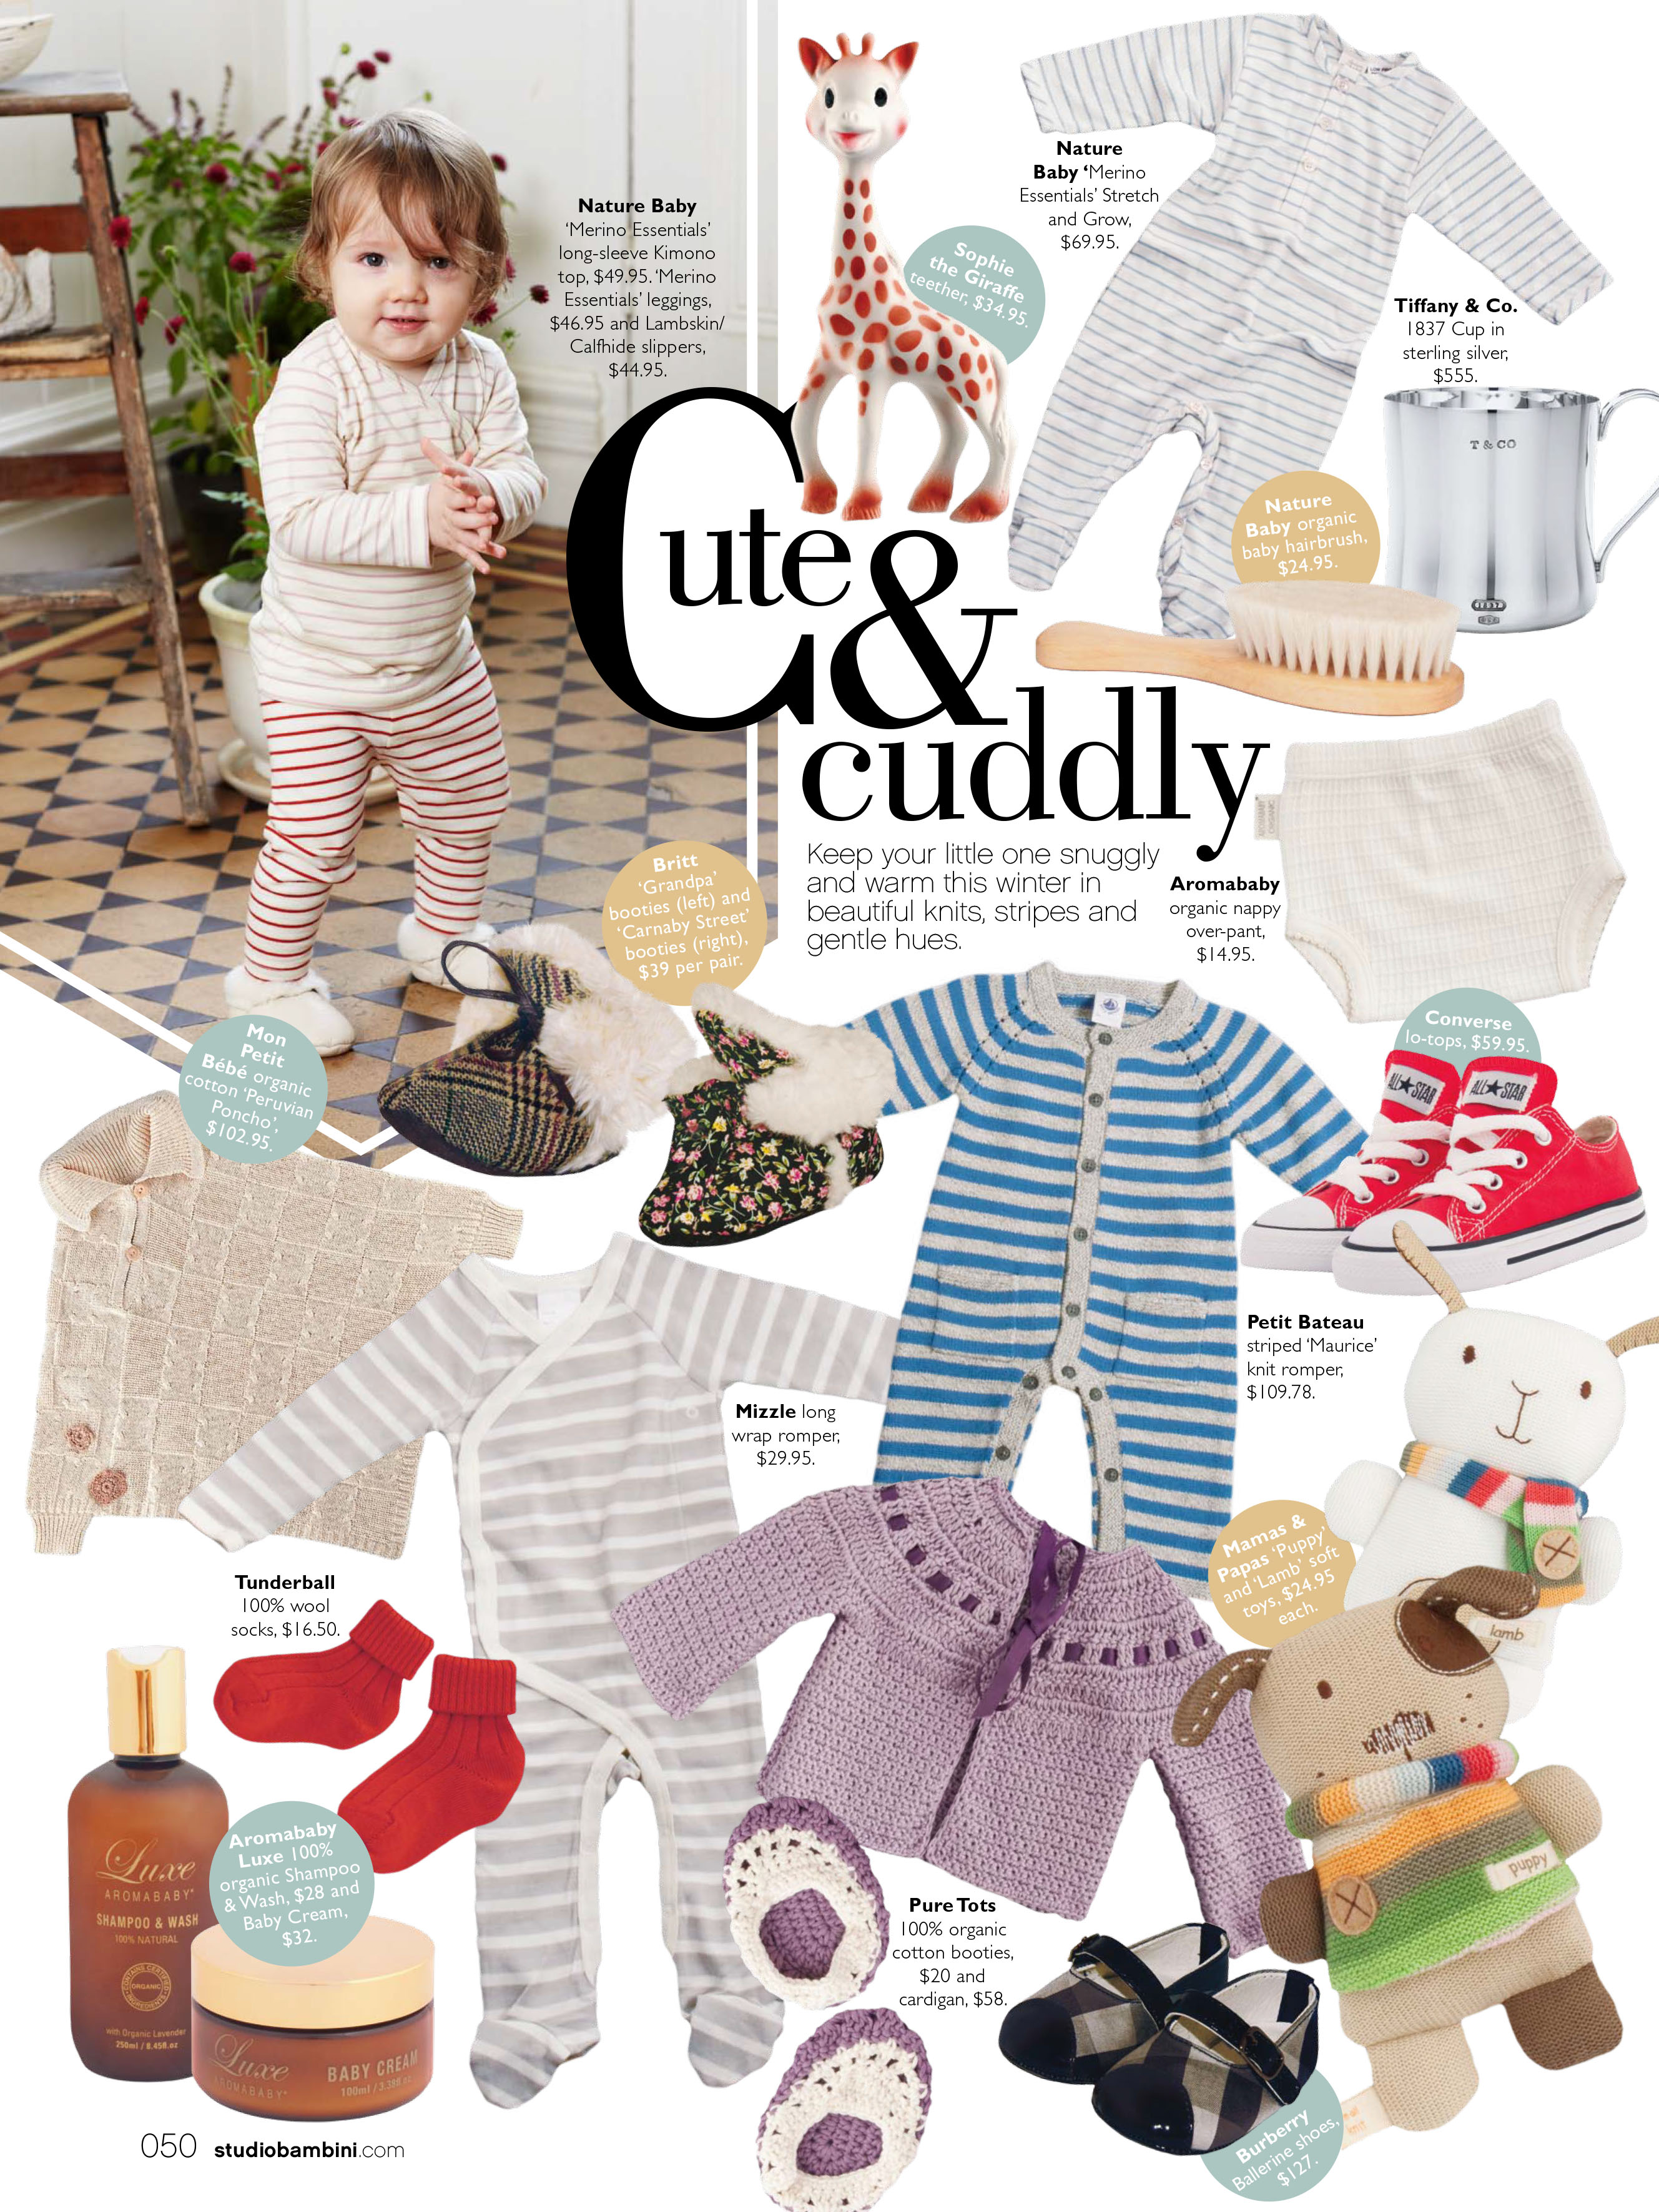 Nature Baby
‘Merino Essentials’
long-sleeve Kimono
top, $49.95. ‘Merino
Essentials’ leggings,
$46.95 and Lambskin/
Calfhide slippers,
$44.95.
Sophie
the Giraffe
teether, $34.95.
Nature
Baby ‘Merino
Essentials’ Stretch
and Grow,
$69.95.
Tiffany & Co.
1837 Cup in
sterling silver,
$555.
T & CO
Nature
Baby organic
baby hairbrush,
$24.95.
Cute &
cuddly
Keep your little one snuggly
and warm this winter in
beautiful knits, stripes and
gentle hues.
Aromababy
organic nappy
over-pant,
$14.95.
Britt
‘Grandpa’
booties (left) and
‘Carnaby Street’
booties (right),
$39 per pair.
Converse
lo-tops, $59.95.
ALL STAR
ALL STAR
Mon
Petit
Bébé organic
cotton ‘Peruvian
Poncho’,
$102.95.
Petit Bateau
striped ‘Maurice’
knit romper,
$109.78.
Mizzle long
wrap romper,
$29.95.
Mamas &
Papas ‘Puppy’
and ‘Lamb’ soft
toys, $24.95
each.
lamb
puppy
Tunderball
100% wool
socks, $16.50.
Luxe
AROMABABY
SHAMPOO & WASH
100% NATURAL
CONTAINS CERTIFIED
ORGANIC
INGREDIENTS
with Organic Lavender
250ml / 8.45fl.oz
Aromababy
Luxe 100%
organic Shampoo
& Wash, $28 and
Baby Cream,
$32.
Luxe
AROMABABY
BABY CREAM
100ml / 3.38fl.oz
Pure Tots
100% organic
cotton booties,
$20 and
cardigan, $58.
Burberry
Ballerine shoes,
$127.
050 studiobambini.com